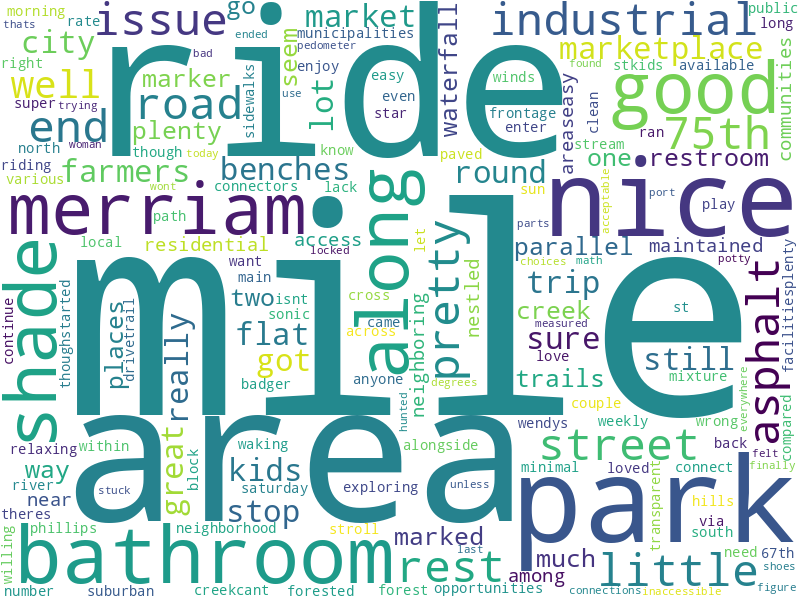 morning
thats
rate
issue
go
market
municipalities
industrial
public
long
ride
bad
ended
pedometer
enjoy
seem
city
right
well
marker
road
super
trying
sidewalks
lot
easy
use
even
star
know
waterfall
winds
frontage
enter
marketplace
found
stkids
available
areaseasy
clean
good
communities
end
plenty
north
woman
though
today
riding
farmers
benches
various
wont
connectors
lack
path
paved
round
stream
ran
75th
one
restroom
sun
acceptable
port
play
nice
merriam
along
local
residential
access
locked
let
parts
parallel
maintained
potty
want
main
cross
choices
math
mile
shade
continue
thoughstarted
places
drivetrail
really
two
isnt
sonic
flat
came
across
got
badger
anyone
neighboring
pretty
nestled
degrees
hunted
creek
trip
measured
sure
love
trails
st
still
mixture
asphalt
facilitiesplenty
couple
weekly
wrong
everywhere
compared
wendys
back
felt
area
relaxing
within
way
river
near
theres
great
block
waking
kids
saturday
stop
stuck
alongside
exploring
unless
street
minimal
loved
connect
finally
transparent
hills
via
south
park
phillips
neighborhood
stroll
marked
willing
bathroom
rest
last
much
among
little
need
67th
shoes
number
suburban
creekcant
forested
forest
opportunities
connections
inaccessible
figure